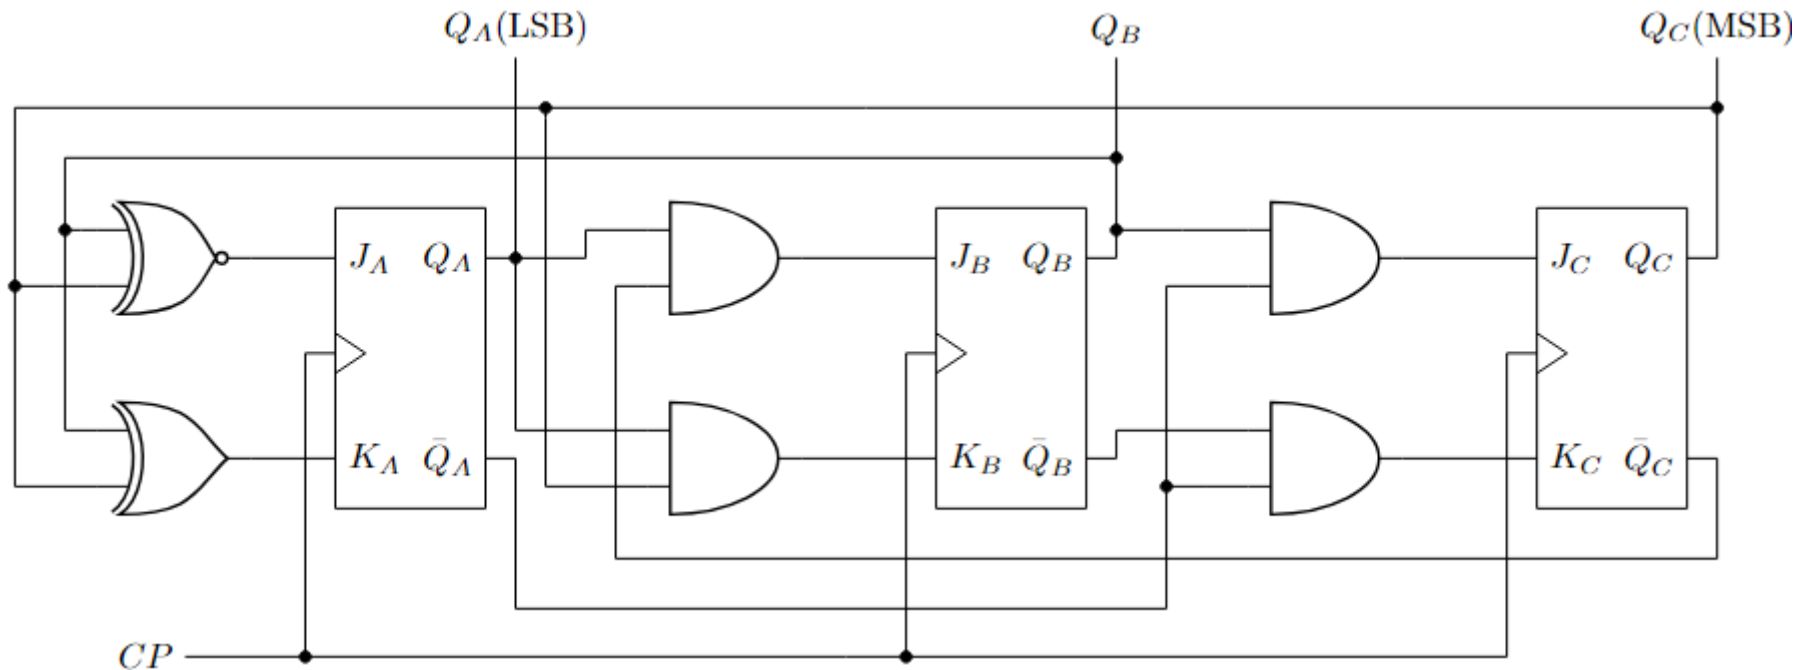 Q_A(LSB) Q_B Q_C(MSB)
J_A Q_A J_B Q_B J_C Q_C
K_A Q̄_A K_B Q̄_B K_C Q̄_C
CP